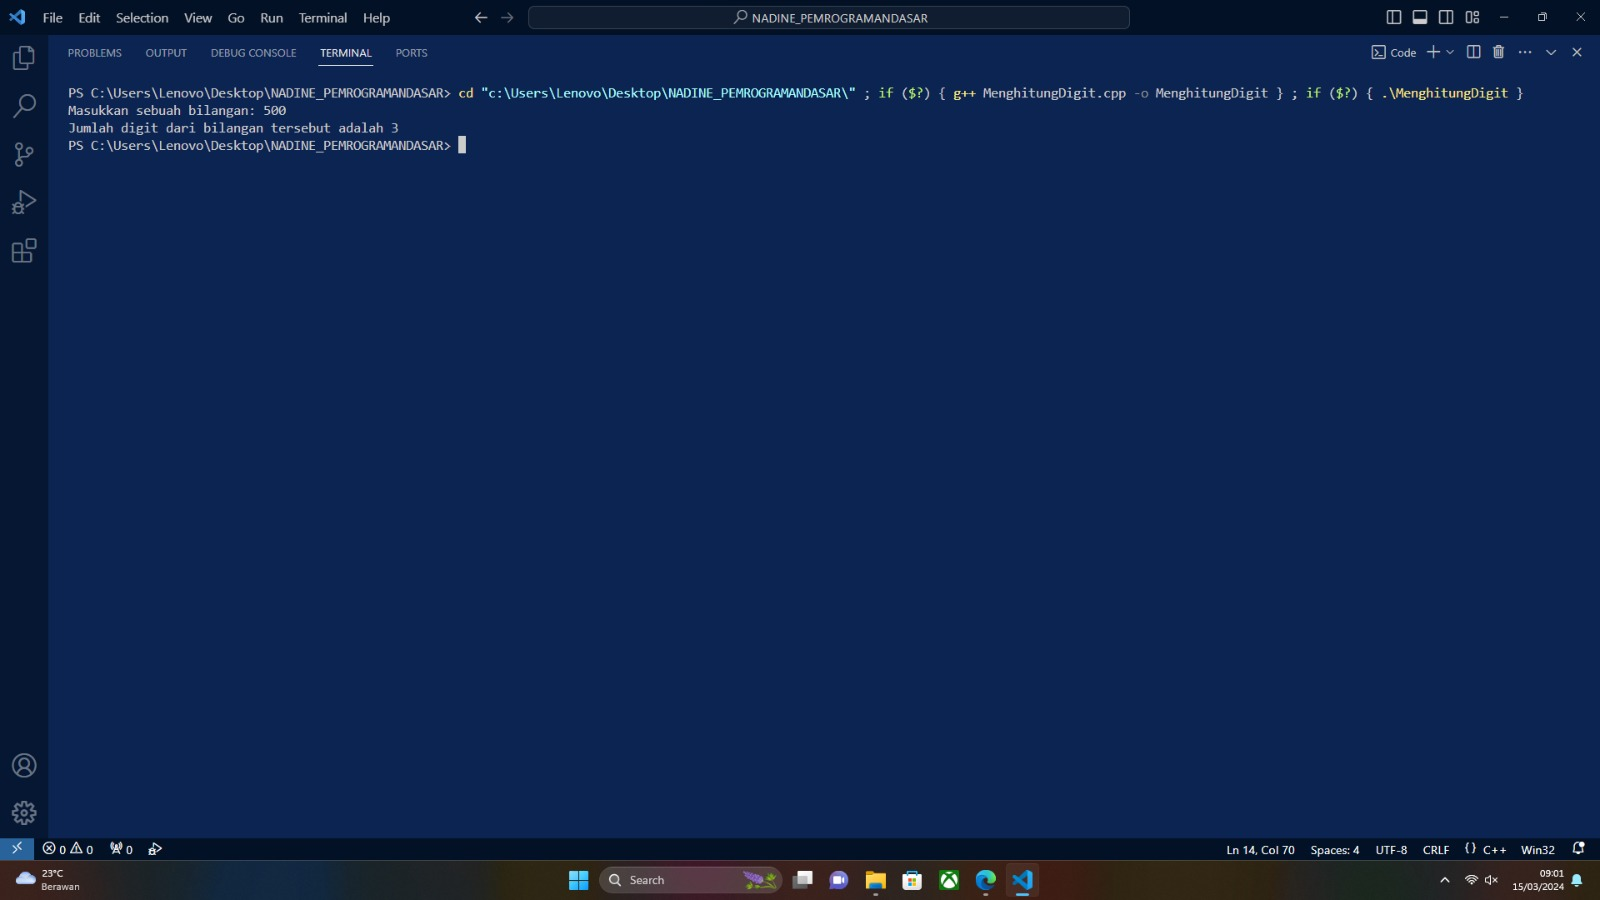 File Edit Selection View Go Run Terminal Help
NADINE_PEMROGRAMANDASAR
PROBLEMS OUTPUT DEBUG CONSOLE TERMINAL PORTS
Code
PS C:\Users\Lenovo\Desktop\NADINE_PEMROGRAMANDASAR> cd "c:\Users\Lenovo\Desktop\NADINE_PEMROGRAMANDASAR\" ; if ($?) { g++ MenghitungDigit.cpp -o MenghitungDigit } ; if ($?) { .\MenghitungDigit }
Masukkan sebuah bilangan: 500
Jumlah digit dari bilangan tersebut adalah 3
PS C:\Users\Lenovo\Desktop\NADINE_PEMROGRAMANDASAR>
0 0 0 Ln 14, Col 70 Spaces: 4 UTF-8 CRLF {} C++ Win32
23°C
Berawan
Search
09:01
15/03/2024